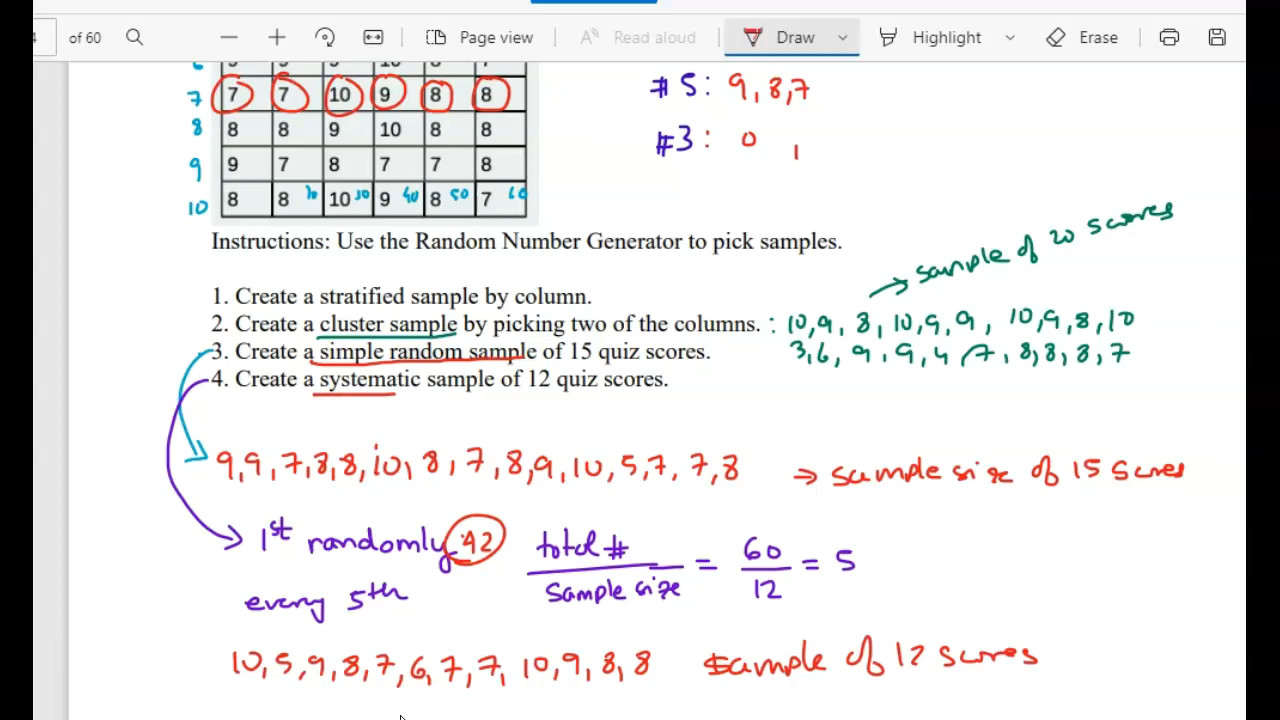 4 of 60 Page view Read aloud Draw Highlight Erase
7 7 7 10 9 8 8
8 8 8 9 10 8 8
9 9 7 8 7 7 8
10 8 8 10 9 40 8 50 7
# 5: 9, 8, 7
#3: 0 1
Instructions: Use the Random Number Generator to pick samples.
→ sample of 20 scores
1. Create a stratified sample by column.
2. Create a cluster sample by picking two of the columns. : 10, 9, 8, 10, 9, 9, 10, 9, 8, 10
3, 6, 9, 9, 4, 7, 8, 8, 8, 7
3. Create a simple random sample of 15 quiz scores.
4. Create a systematic sample of 12 quiz scores.
9, 9, 7, 8, 8, 10, 8, 7, 8, 9, 10, 5, 7, 7, 8 ⇒ sample size of 15 scores
1st randomly 42 total # / sample size = 60 / 12 = 5
every 5th
10, 5, 9, 8, 7, 6, 7, 7, 10, 9, 8, 8 sample of 12 scores